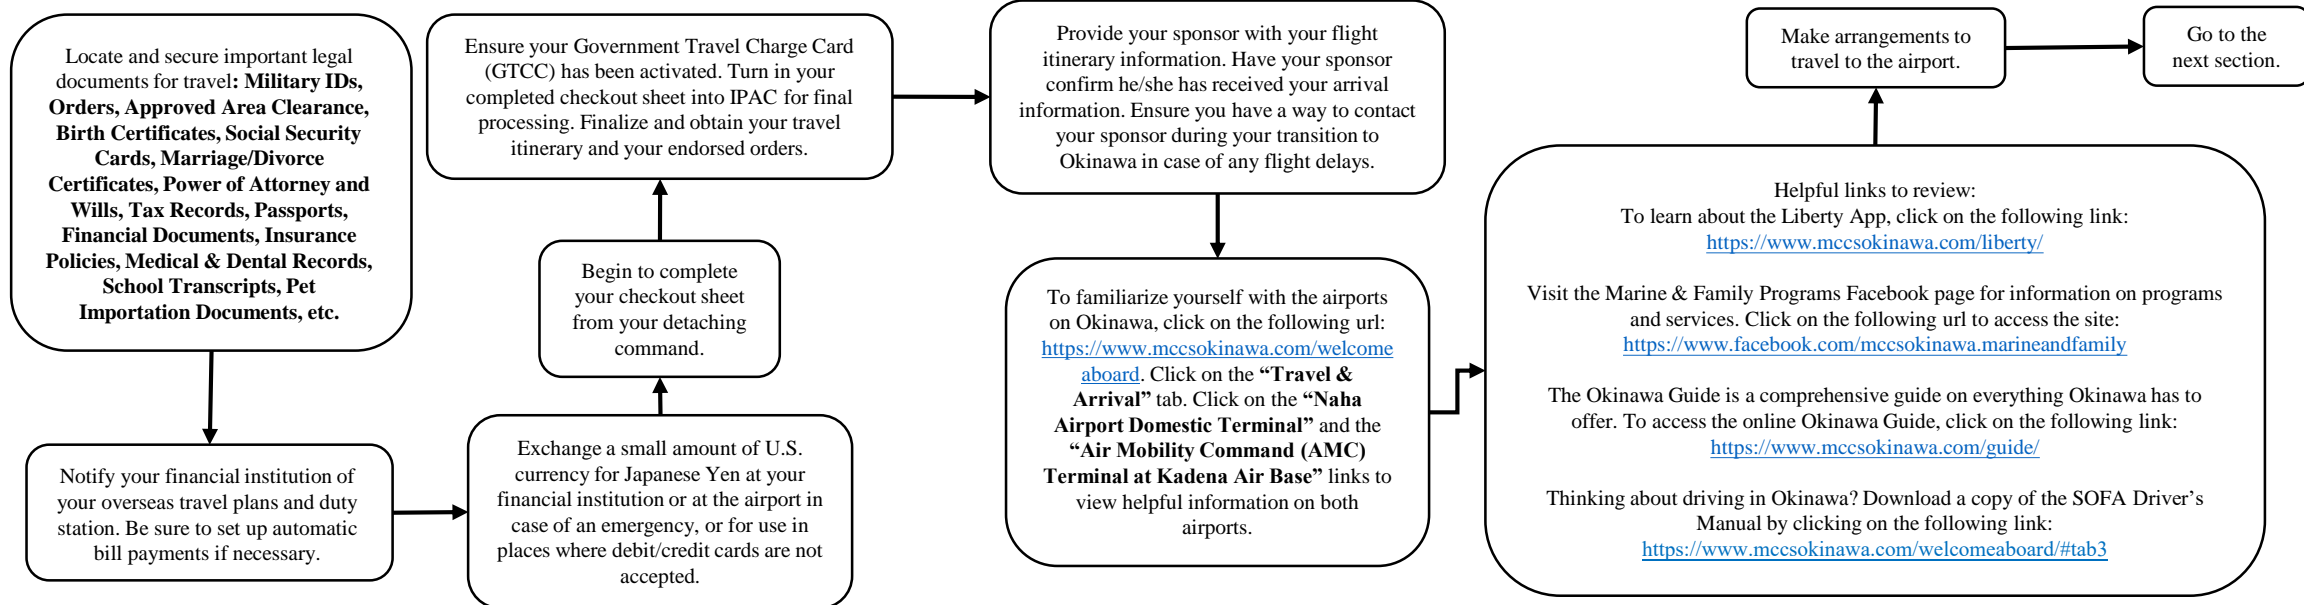 Locate and secure important legal
documents for travel: Military IDs,
Orders, Approved Area Clearance,
Birth Certificates, Social Security
Cards, Marriage/Divorce
Certificates, Power of Attorney and
Wills, Tax Records, Passports,
Financial Documents, Insurance
Policies, Medical & Dental Records,
School Transcripts, Pet
Importation Documents, etc.
Notify your financial institution of
your overseas travel plans and duty
station. Be sure to set up automatic
bill payments if necessary.
Exchange a small amount of U.S.
currency for Japanese Yen at your
financial institution or at the airport in
case of an emergency, or for use in
places where debit/credit cards are not
accepted.
Begin to complete
your checkout sheet
from your detaching
command.
Ensure your Government Travel Charge Card
(GTCC) has been activated. Turn in your
completed checkout sheet into IPAC for final
processing. Finalize and obtain your travel
itinerary and your endorsed orders.
Provide your sponsor with your flight
itinerary information. Have your sponsor
confirm he/she has received your arrival
information. Ensure you have a way to contact
your sponsor during your transition to
Okinawa in case of any flight delays.
To familiarize yourself with the airports
on Okinawa, click on the following url:
https://www.mccsokinawa.com/welcome
aboard. Click on the “Travel &
Arrival” tab. Click on the “Naha
Airport Domestic Terminal” and the
“Air Mobility Command (AMC)
Terminal at Kadena Air Base” links to
view helpful information on both
airports.
Helpful links to review:
To learn about the Liberty App, click on the following link:
https://www.mccsokinawa.com/liberty/
Visit the Marine & Family Programs Facebook page for information on programs
and services. Click on the following url to access the site:
https://www.facebook.com/mccsokinawa.marineandfamily
The Okinawa Guide is a comprehensive guide on everything Okinawa has to
offer. To access the online Okinawa Guide, click on the following link:
https://www.mccsokinawa.com/guide/
Thinking about driving in Okinawa? Download a copy of the SOFA Driver’s
Manual by clicking on the following link:
https://www.mccsokinawa.com/welcomeaboard/#tab3
Make arrangements to
travel to the airport.
Go to the
next section.